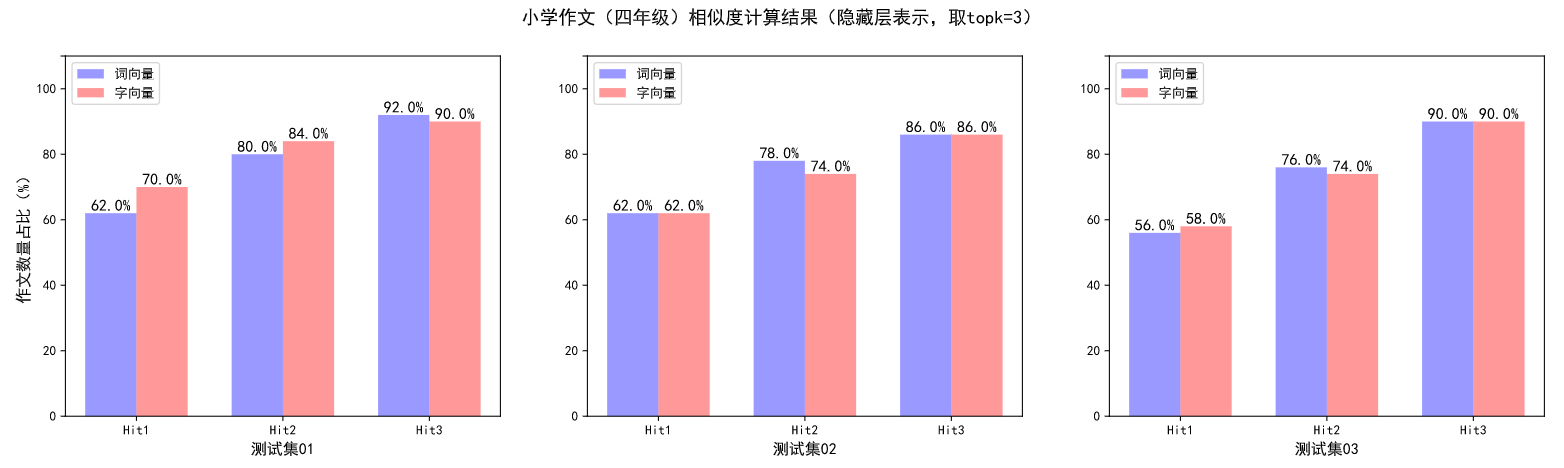 小学作文（四年级）相似度计算结果（隐藏层表示，取topk=3）
作文数量占比（%）
100
80
60
40
20
0
词向量
字向量
62.0%
70.0%
80.0%
84.0%
92.0%
90.0%
Hit1
Hit2
Hit3
测试集01
100
80
60
40
20
0
词向量
字向量
62.0%
62.0%
78.0%
74.0%
86.0%
86.0%
Hit1
Hit2
Hit3
测试集02
100
80
60
40
20
0
词向量
字向量
56.0%
58.0%
76.0%
74.0%
90.0%
90.0%
Hit1
Hit2
Hit3
测试集03